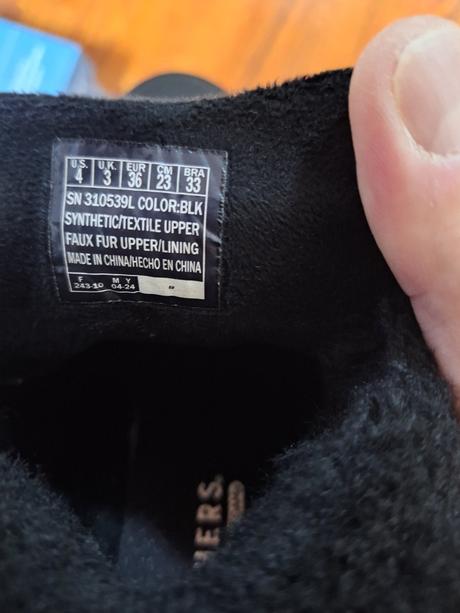 U.S. U.K. EUR CM BRA
4 3 36 23 33
SN 310539L COLOR:BLK
SYNTHETIC/TEXTILE UPPER
FAUX FUR UPPER/LINING
MADE IN CHINA/HECHO EN CHINA
F M Y
243-10 04-24
HERS